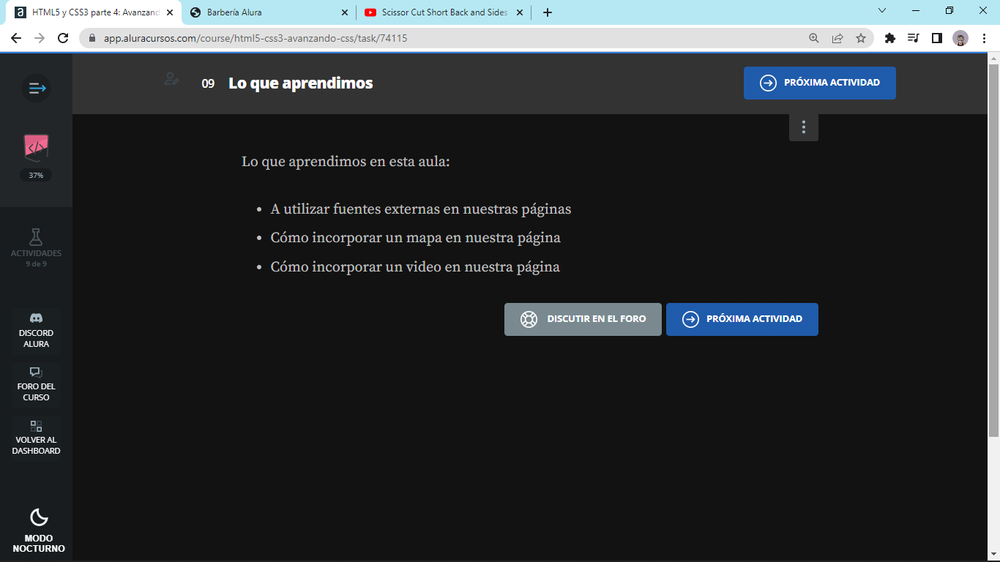 HTML5 y CSS3 parte 4: Avanzand
Barbería Alura
Scissor Cut Short Back and Sides
app.aluracursos.com/course/html5-css3-avanzando-css/task/74115
09 Lo que aprendimos
PRÓXIMA ACTIVIDAD
37%
ACTIVIDADES
9 de 9
DISCORD
ALURA
FORO DEL
CURSO
VOLVER AL
DASHBOARD
MODO
NOCTURNO
Lo que aprendimos en esta aula:
• A utilizar fuentes externas en nuestras páginas
• Cómo incorporar un mapa en nuestra página
• Cómo incorporar un video en nuestra página
DISCUTIR EN EL FORO
PRÓXIMA ACTIVIDAD